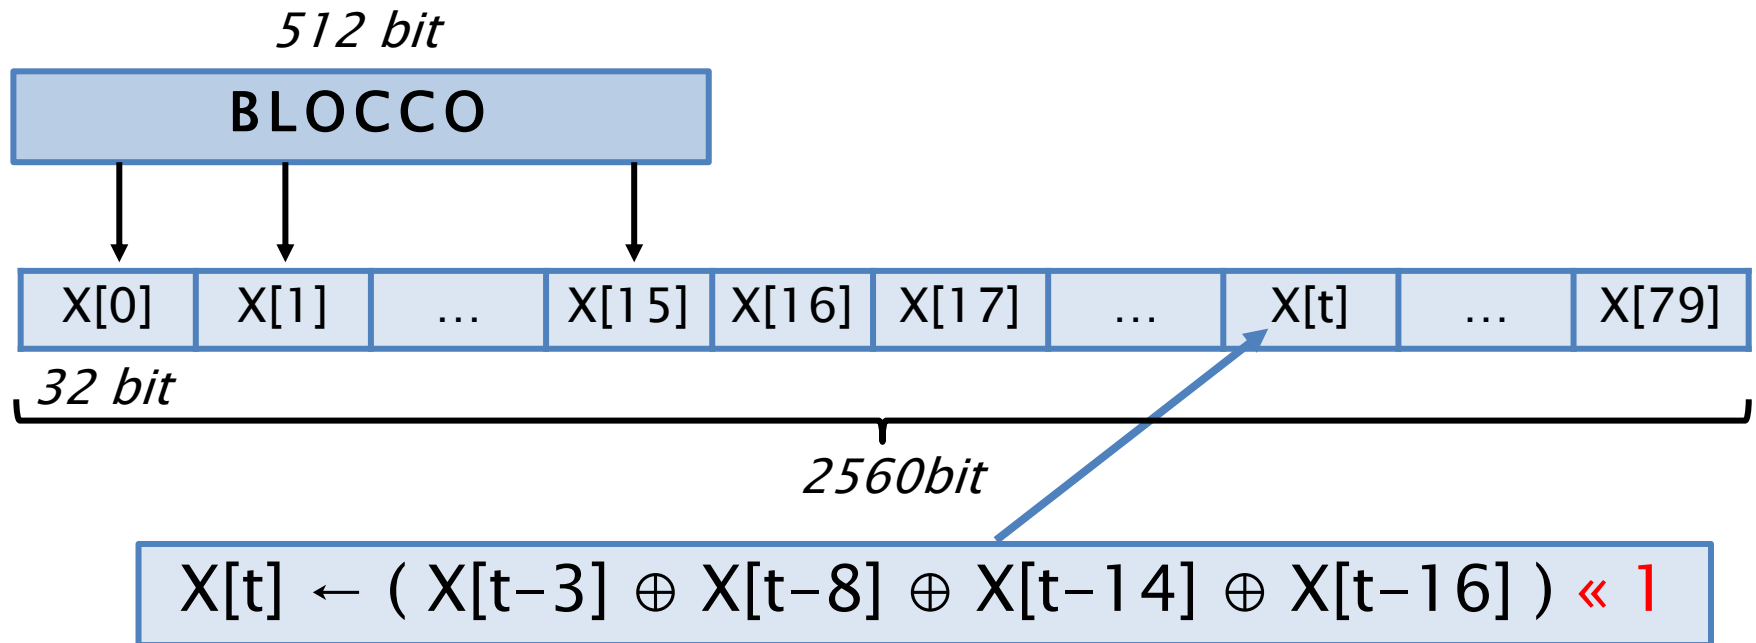 512 bit
BLOCCO
X[0] X[1] ... X[15] X[16] X[17] ... X[t] ... X[79]
32 bit
2560bit
X[t] ← ( X[t-3] ⊕ X[t-8] ⊕ X[t-14] ⊕ X[t-16] ) « 1